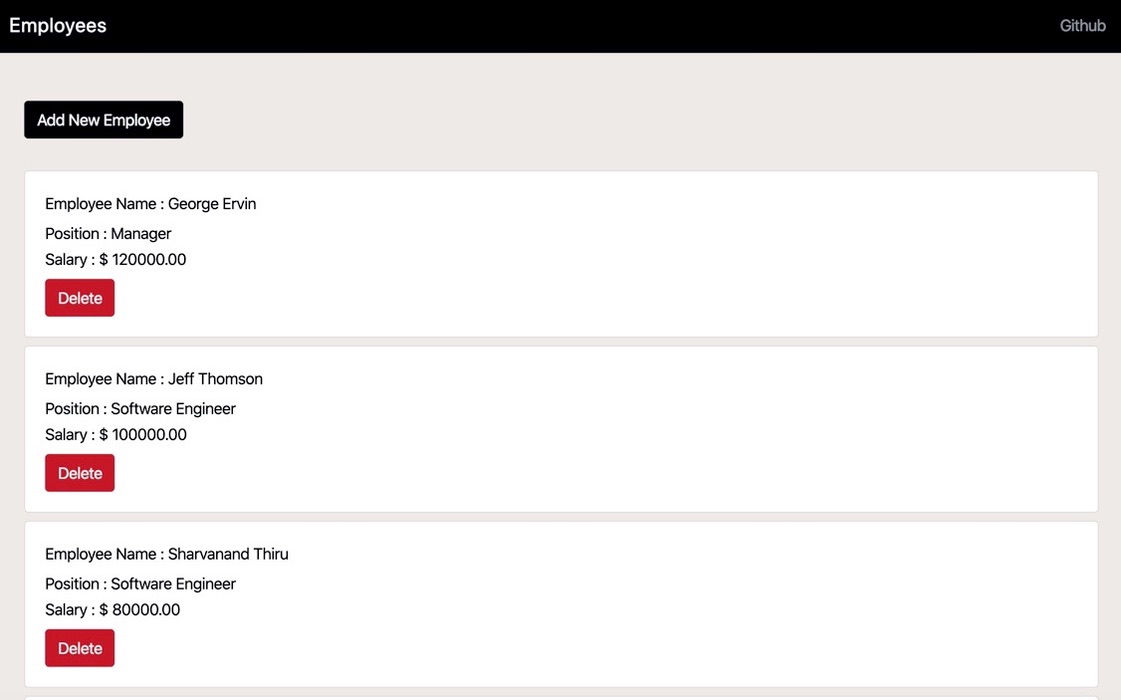 Employees
Github
Add New Employee
Employee Name : George Ervin
Position : Manager
Salary : $ 120000.00
Delete
Employee Name : Jeff Thomson
Position : Software Engineer
Salary : $ 100000.00
Delete
Employee Name : Sharvanand Thiru
Position : Software Engineer
Salary : $ 80000.00
Delete